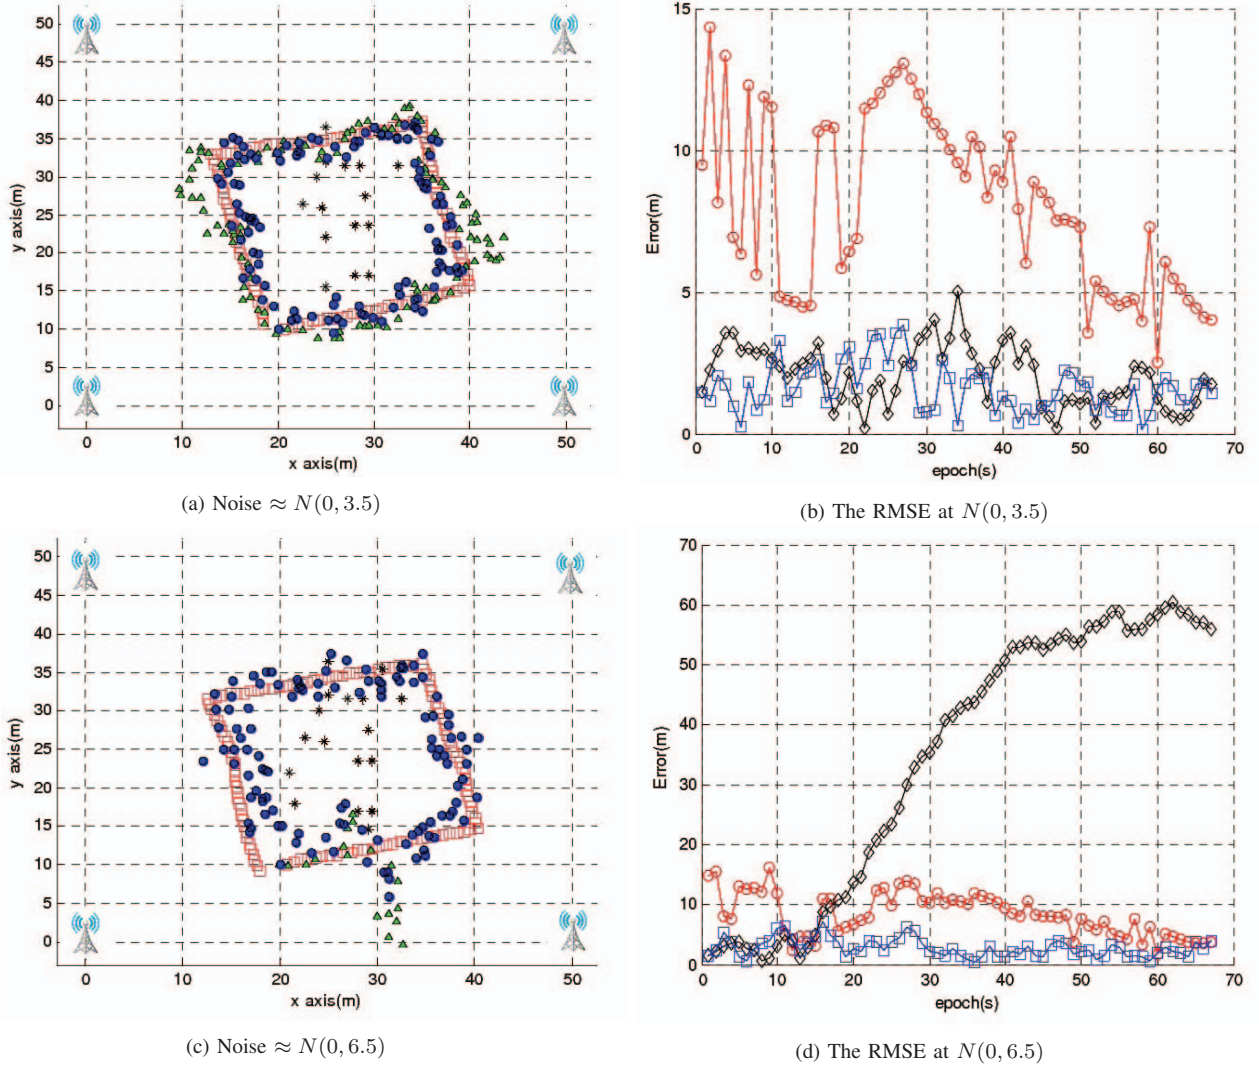 50
45
40
35
30
25
20
15
10
5
0
y axis(m)
0 10 20 30 40 50
x axis(m)
(a) Noise ≈ N(0, 3.5)
15
10
5
0
Error(m)
0 10 20 30 40 50 60 70
epoch(s)
(b) The RMSE at N(0, 3.5)
50
45
40
35
30
25
20
15
10
5
0
y axis(m)
0 10 20 30 40 50
x axis(m)
(c) Noise ≈ N(0, 6.5)
70
60
50
40
30
20
10
0
Error(m)
0 10 20 30 40 50 60 70
epoch(s)
(d) The RMSE at N(0, 6.5)